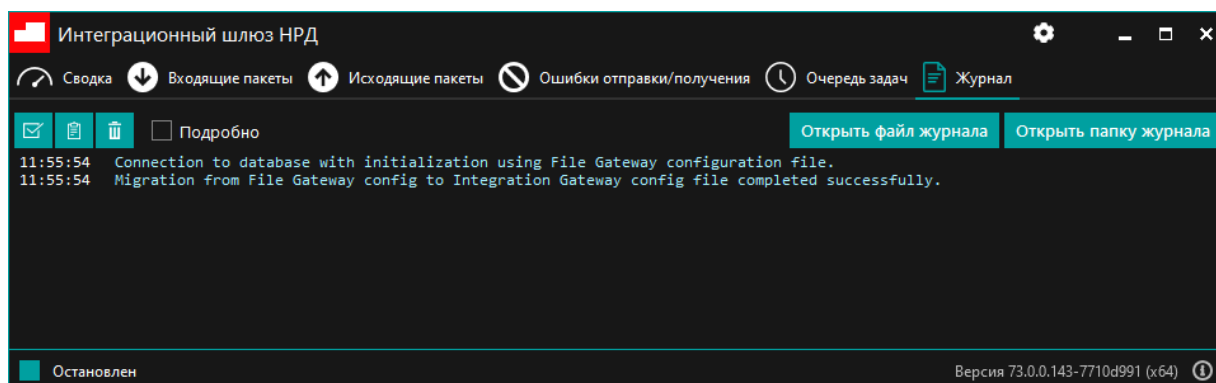 Интеграционный шлюз НРД
Сводка Входящие пакеты Исходящие пакеты Ошибки отправки/получения Очередь задач Журнал
Подробно Открыть файл журнала Открыть папку журнала
11:55:54 Connection to database with initialization using File Gateway configuration file.
11:55:54 Migration from File Gateway config to Integration Gateway config file completed successfully.
Остановлен Версия 73.0.0.143-7710d991 (x64)